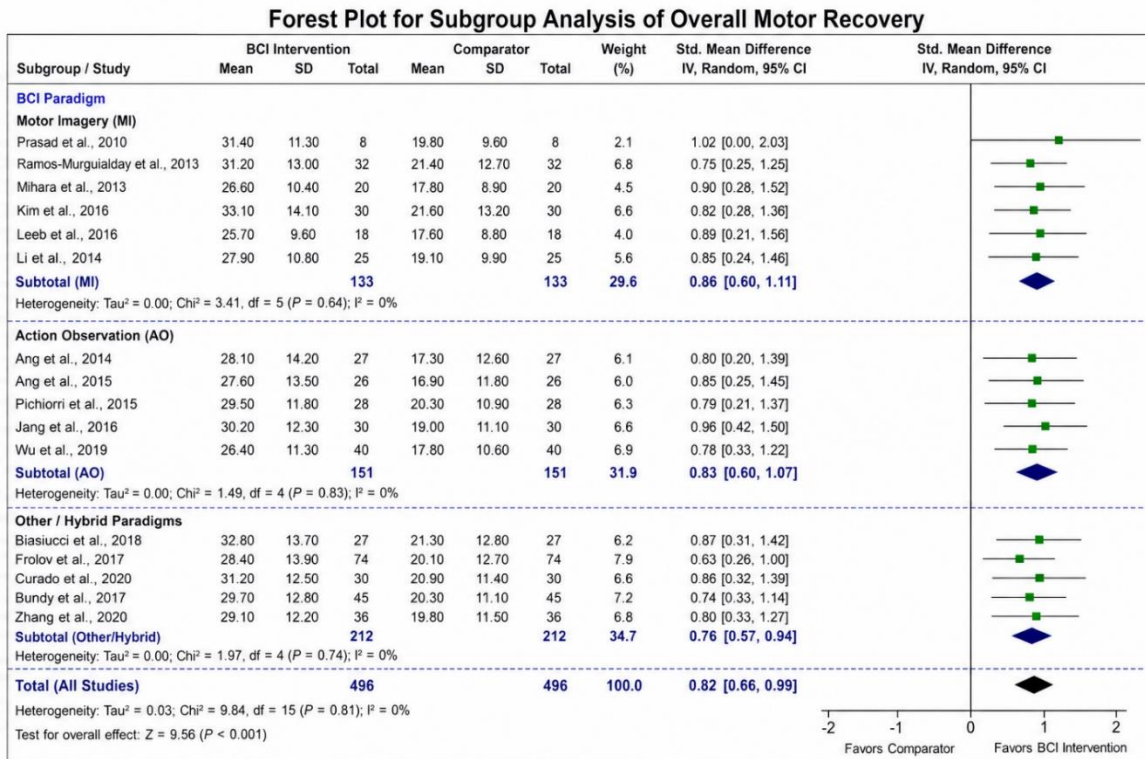 Forest Plot for Subgroup Analysis of Overall Motor Recovery
BCI Intervention Comparator Weight Std. Mean Difference Std. Mean Difference
Subgroup / Study Mean SD Total Mean SD Total (%) IV, Random, 95% CI IV, Random, 95% CI
BCI Paradigm
Motor Imagery (MI)
Prasad et al., 2010 31.40 11.30 8 19.80 9.60 8 2.1 1.02 [0.00, 2.03]
Ramos-Murguialday et al., 2013 31.20 13.00 32 21.40 12.70 32 6.8 0.75 [0.25, 1.25]
Mihara et al., 2013 26.60 10.40 20 17.80 8.90 20 4.5 0.90 [0.28, 1.52]
Kim et al., 2016 33.10 14.10 30 21.60 13.20 30 6.6 0.82 [0.28, 1.36]
Leeb et al., 2016 25.70 9.60 18 17.60 8.80 18 4.0 0.89 [0.21, 1.56]
Li et al., 2014 27.90 10.80 25 19.10 9.90 25 5.6 0.85 [0.24, 1.46]
Subtotal (MI) 133 133 29.6 0.86 [0.60, 1.11]
Heterogeneity: Tau² = 0.00; Chi² = 3.41, df = 5 (P = 0.64); I² = 0%
Action Observation (AO)
Ang et al., 2014 28.10 14.20 27 17.30 12.60 27 6.1 0.80 [0.20, 1.39]
Ang et al., 2015 27.60 13.50 26 16.90 11.80 26 6.0 0.85 [0.25, 1.45]
Pichiorri et al., 2015 29.50 11.80 28 20.30 10.90 28 6.3 0.79 [0.21, 1.37]
Jang et al., 2016 30.20 12.30 30 19.00 11.10 30 6.6 0.96 [0.42, 1.50]
Wu et al., 2019 26.40 11.30 40 17.80 10.60 40 6.9 0.78 [0.33, 1.22]
Subtotal (AO) 151 151 31.9 0.83 [0.60, 1.07]
Heterogeneity: Tau² = 0.00; Chi² = 1.49, df = 4 (P = 0.83); I² = 0%
Other / Hybrid Paradigms
Biasiucci et al., 2018 32.80 13.70 27 21.30 12.80 27 6.2 0.87 [0.31, 1.42]
Frolov et al., 2017 28.40 13.90 74 20.10 12.70 74 7.9 0.63 [0.26, 1.00]
Curado et al., 2020 31.20 12.50 30 20.90 11.40 30 6.6 0.86 [0.32, 1.39]
Bundy et al., 2017 29.70 12.80 45 20.30 11.10 45 7.2 0.74 [0.33, 1.14]
Zhang et al., 2020 29.10 12.20 36 19.80 11.50 36 6.8 0.80 [0.33, 1.27]
Subtotal (Other/Hybrid) 212 212 34.7 0.76 [0.57, 0.94]
Heterogeneity: Tau² = 0.00; Chi² = 1.97, df = 4 (P = 0.74); I² = 0%
Total (All Studies) 496 496 100.0 0.82 [0.66, 0.99]
Heterogeneity: Tau² = 0.03; Chi² = 9.84, df = 15 (P = 0.81); I² = 0%
Test for overall effect: Z = 9.56 (P < 0.001)
-2 -1 0 1 2
Favors Comparator Favors BCI Intervention